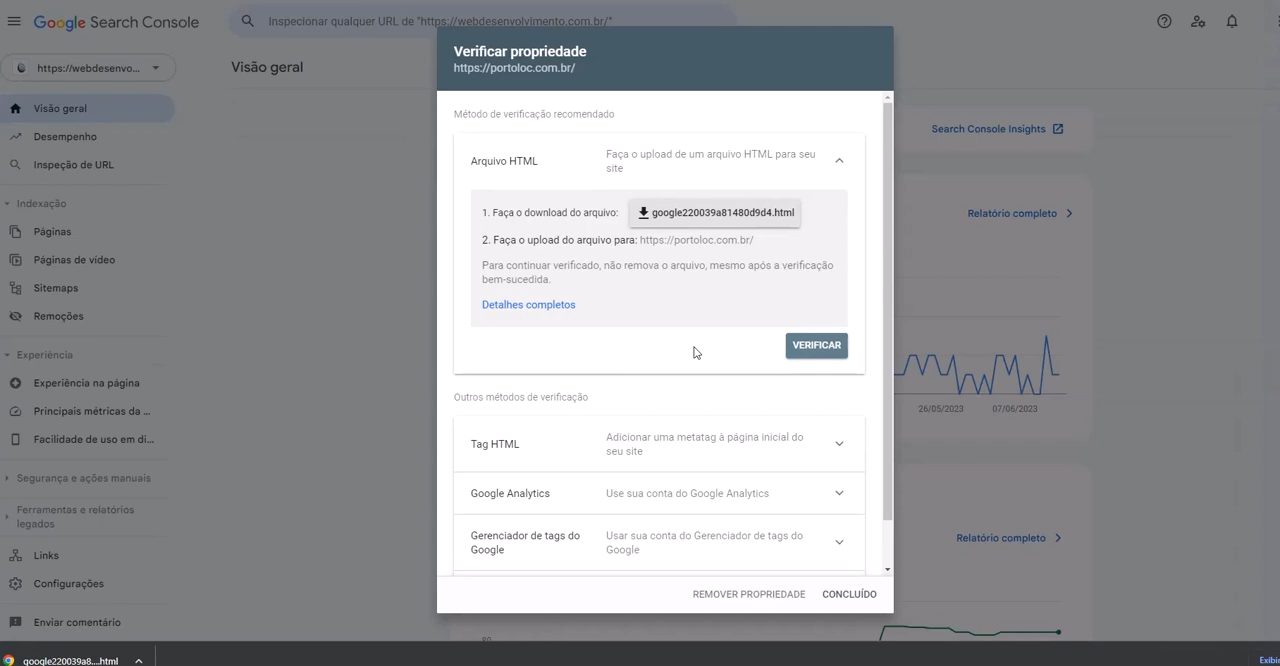 Google Search Console
Inspecionar qualquer URL de "https://webdesenvolvimento.com.br/"
https://webdesenvo...
Visão geral
Visão geral
Desempenho
Inspeção de URL
Indexação
Páginas
Páginas de vídeo
Sitemaps
Remoções
Experiência
Experiência na página
Principais métricas da ...
Facilidade de uso em di...
Segurança e ações manuais
Ferramentas e relatórios
legados
Links
Configurações
Enviar comentário
Verificar propriedade
https://portoloc.com.br/
Método de verificação recomendado
Arquivo HTML
Faça o upload de um arquivo HTML para seu
site
1. Faça o download do arquivo:
google220039a81480d9d4.html
2. Faça o upload do arquivo para: https://portoloc.com.br/
Para continuar verificado, não remova o arquivo, mesmo após a verificação
bem-sucedida.
Detalhes completos
VERIFICAR
Outros métodos de verificação
Tag HTML
Adicionar uma metatag à página inicial do
seu site
Google Analytics
Use sua conta do Google Analytics
Gerenciador de tags do
Google
Usar sua conta do Gerenciador de tags do
Google
REMOVER PROPRIEDADE
CONCLUÍDO
Search Console Insights
Relatório completo
26/05/2023
07/06/2023
Relatório completo
80
google220039a8....html